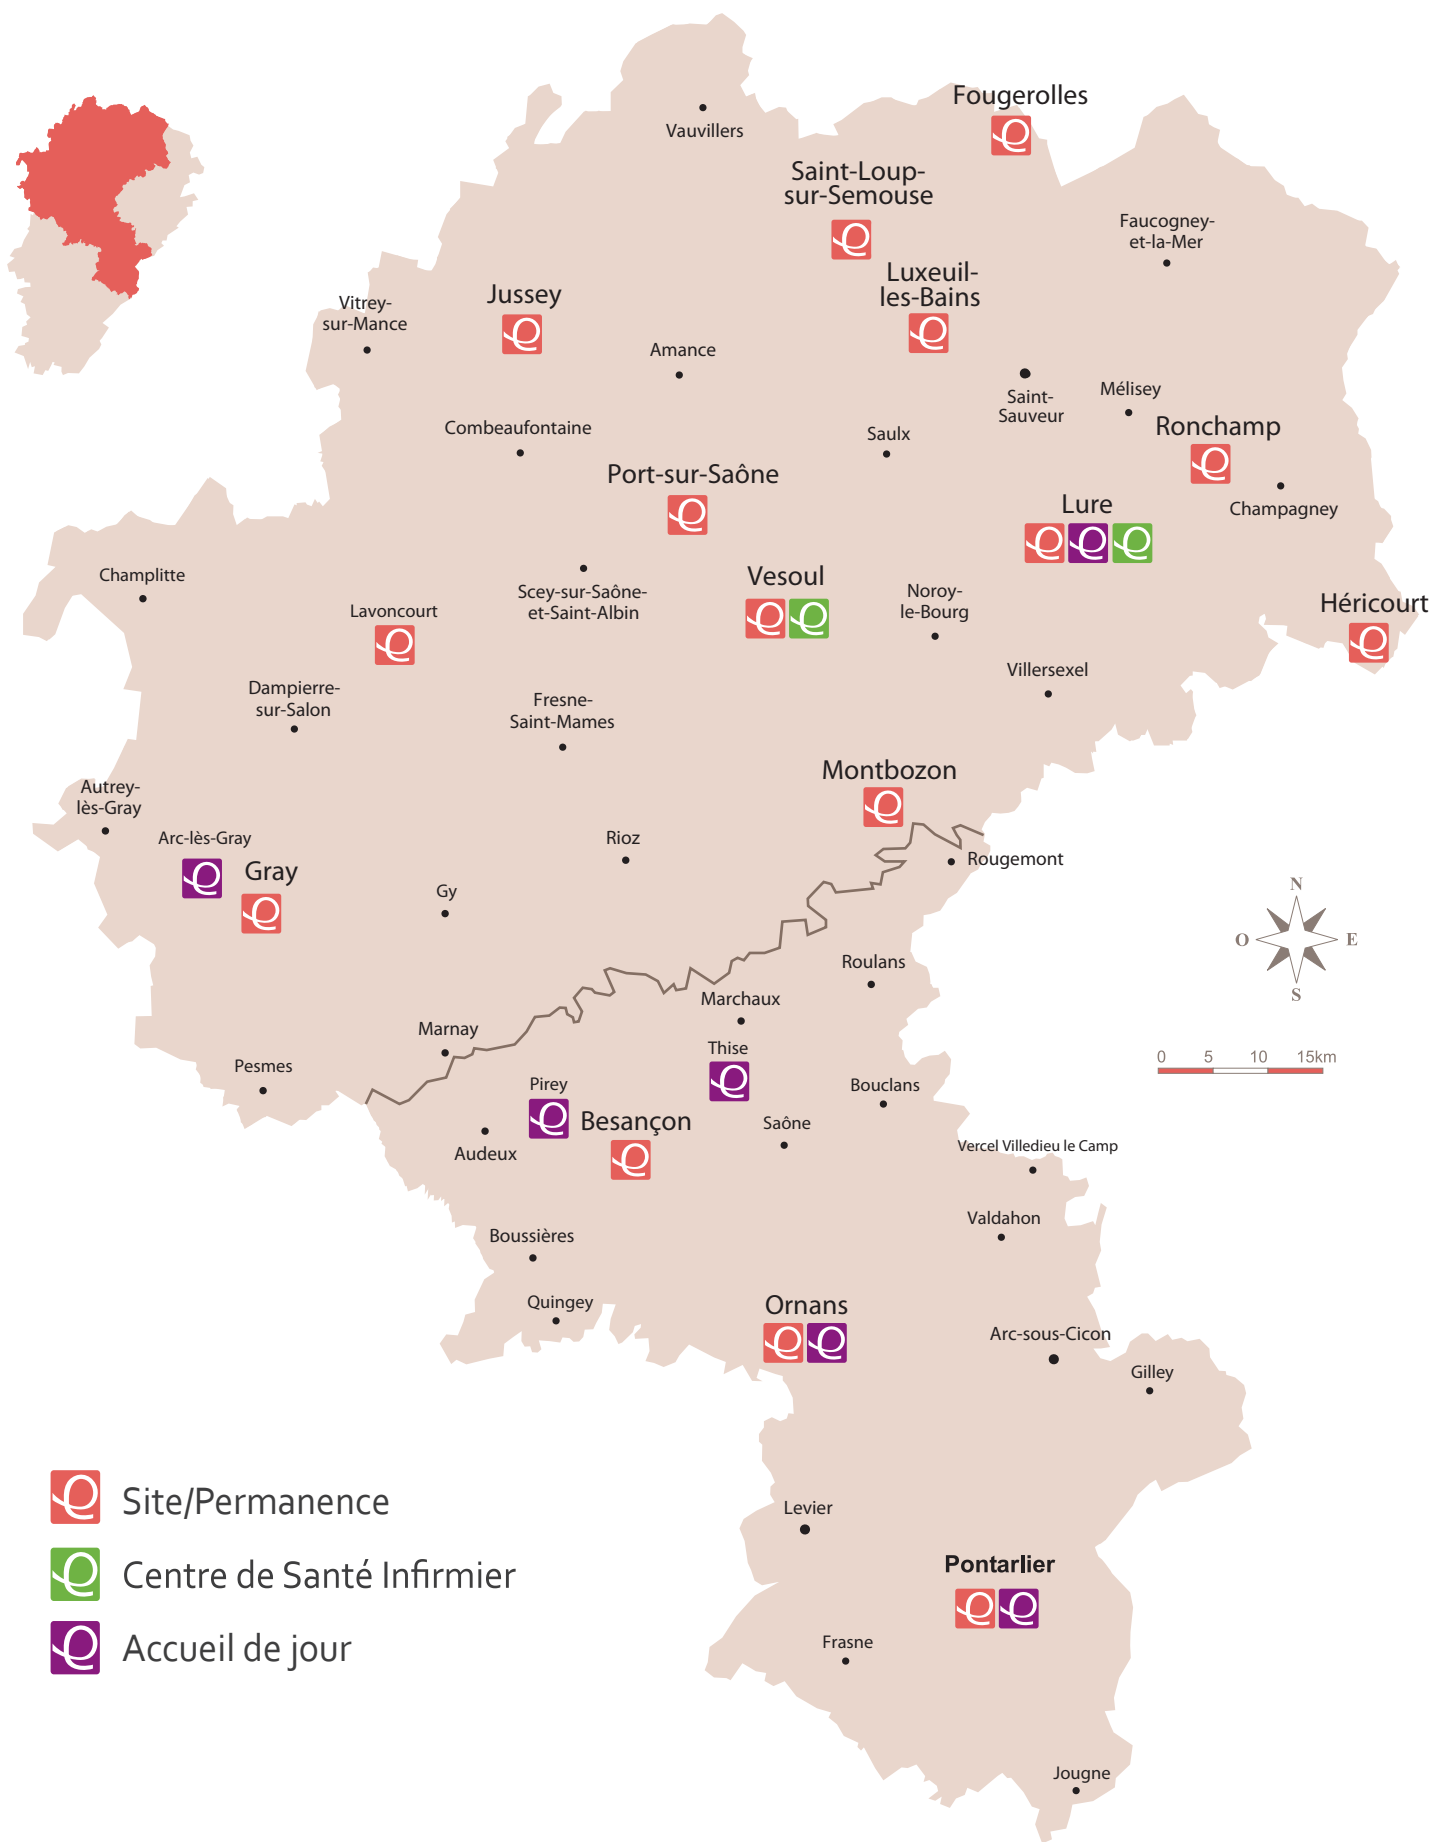 Fougerolles
Vauvillers
Saint-Loup-
sur-Semouse
Faucogney-
et-la-Mer
Luxeuil-
les-Bains
Jussey
Vitrey-
sur-Mance
Amance
Saint-
Sauveur
Mélisey
Combeaufontaine
Saulx
Ronchamp
Port-sur-Saône
Lure
Champagney
Champlitte
Vesoul
Scey-sur-Saône-
et-Saint-Albin
Noroy-
le-Bourg
Héricourt
Lavoncourt
Villersexel
Dampierre-
sur-Salon
Fresne-
Saint-Mames
Montbozon
Autrey-
lès-Gray
Arc-lès-Gray
Rioz
Rougemont
Gray
Gy
N
O
E
S
Roulans
Marchaux
Marnay
Thise
0 5 10 15km
Pesmes
Pirey
Bouclans
Besançon
Saône
Audeux
Vercel Villedieu le Camp
Valdahon
Boussières
Quingey
Ornans
Arc-sous-Cicon
Gilley
Levier
Site/Permanence
Pontarlier
Centre de Santé Infirmier
Frasne
Accueil de jour
Jougne